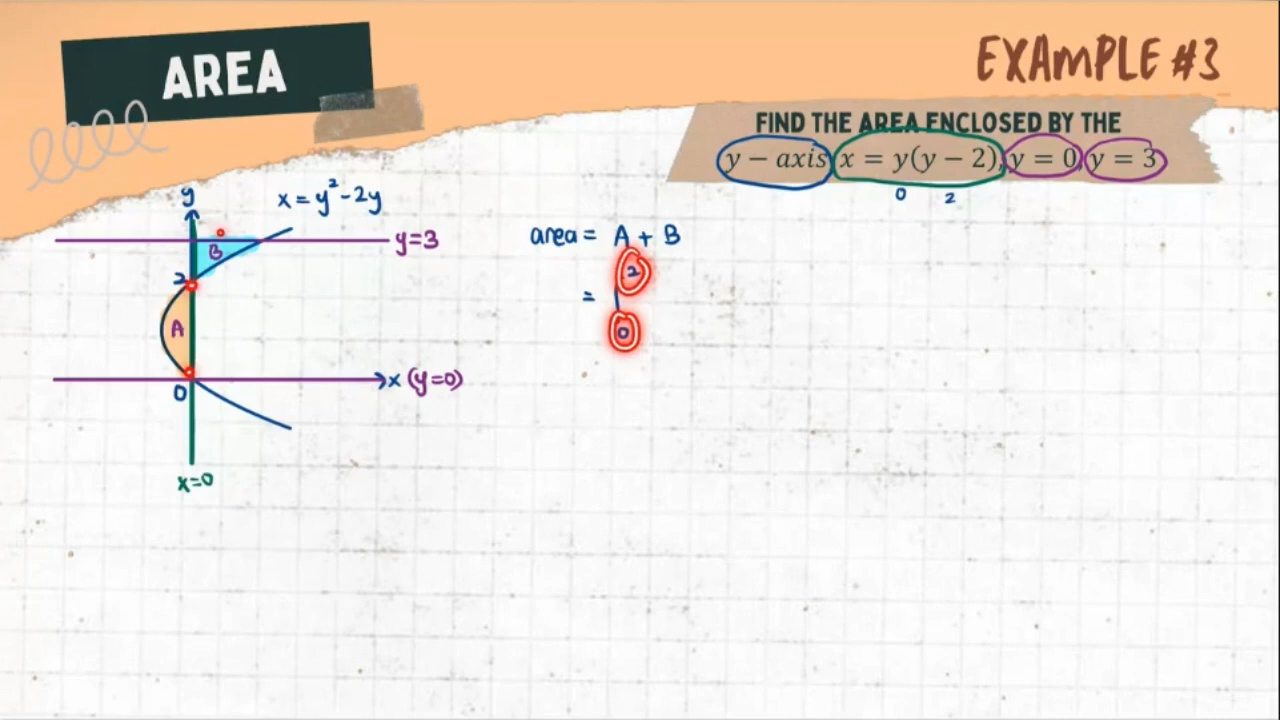 AREA
EXAMPLE #3
FIND THE AREA ENCLOSED BY THE
y − axis, x = y(y − 2), y = 0, y = 3
0 2
y
x = y² - 2y
y=3
B
2
A
x (y=0)
0
x=0
area = A + B
2
=
0